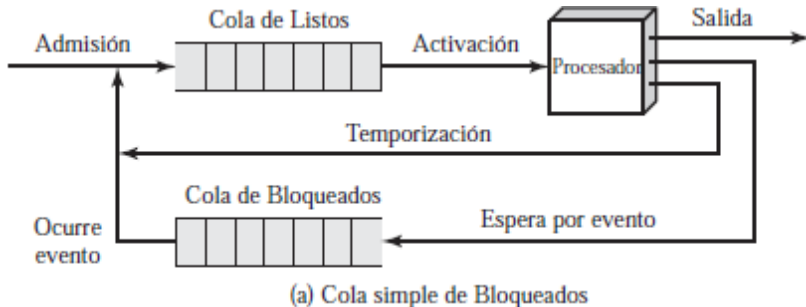 Cola de Listos
Admisión
Activación
Salida
Procesador
Temporización
Cola de Bloqueados
Ocurre
evento
Espera por evento
(a) Cola simple de Bloqueados